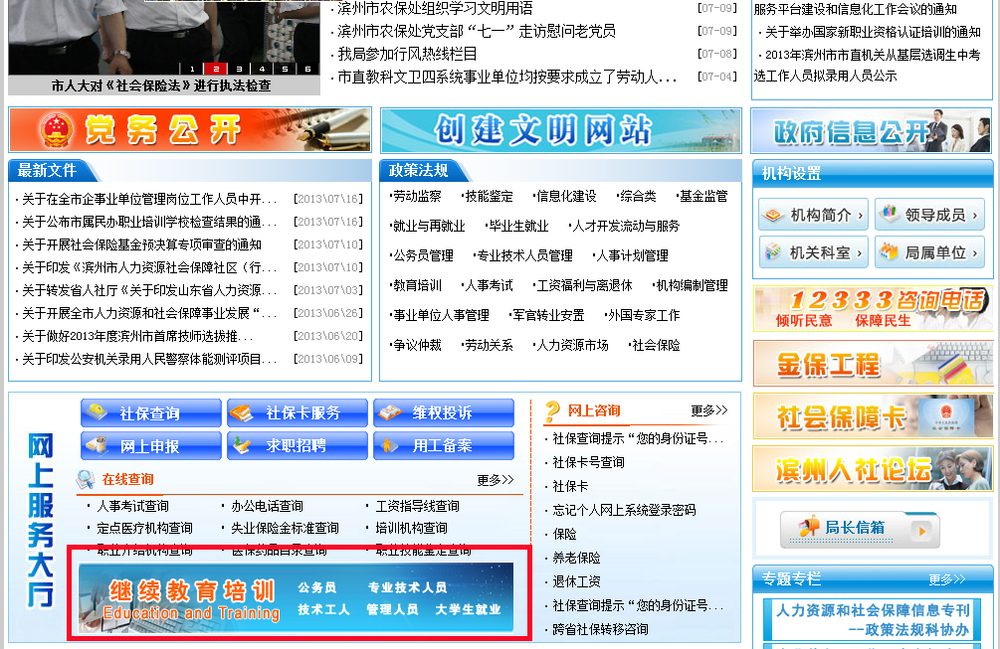 1 2 3 4 5 6
市人大对《社会保险法》进行执法检查
· 滨州市农保处组织学习文明用语 [07-09]
· 滨州市农保处党支部“七一”走访慰问老党员 [07-09]
· 我局参加行风热线栏目 [07-08]
· 市直教科文卫四系统事业单位均按要求成立了劳动人... [07-04]
服务平台建设和信息化工作会议的通知
· 关于举办国家新职业资格认证培训的通知
· 2013年滨州市市直机关从基层选调生中考
选工作人员拟录用人员公示
党务公开
创建文明网站
政府信息公开
最新文件
· 关于在全市企事业单位管理岗位工作人员中开... [2013\07\16]
· 关于公布市属民办职业培训学校检查结果的通... [2013\07\16]
· 关于开展社会保险基金预决算专项审查的通知 [2013\07\10]
· 关于印发《滨州市人力资源社会保障社区（行... [2013\07\10]
· 关于转发省人社厅《关于印发山东省人力资源... [2013\07\03]
· 关于开展全市人力资源和社会保障事业发展“... [2013\06\26]
· 关于做好2013年度滨州市首席技师选拔推... [2013\06\20]
· 关于印发公安机关录用人民警察体能测评项目... [2013\06\09]
政策法规
·劳动监察 ·技能鉴定 ·信息化建设 ·综合类 ·基金监管
·就业与再就业 ·毕业生就业 ·人才开发流动与服务
·公务员管理 ·专业技术人员管理 ·人事计划管理
·教育培训 ·人事考试 ·工资福利与离退休 ·机构编制管理
·事业单位人事管理 ·军官转业安置 ·外国专家工作
·争议仲裁 ·劳动关系 ·人力资源市场 ·社会保险
机构设置
机构简介 › 领导成员 ›
机关科室 › 局属单位 ›
12333咨询电话
倾听民意 保障民生
金保工程
社会保障卡
滨州人社论坛
局长信箱
专题专栏 更多>>
人力资源和社会保障信息专刊
--政策法规科协办
网上服务大厅
社保查询 社保卡服务 维权投诉
网上申报 求职招聘 用工备案
在线查询 更多>>
· 人事考试查询 · 办公电话查询 · 工资指导线查询
· 定点医疗机构查询 · 失业保险金标准查询 · 培训机构查询
· 职业介绍机构查询 · 医保药品目录查询 · 职业技能鉴定查询
继续教育培训
Education and Training
公务员 专业技术人员
技术工人 管理人员 大学生就业
网上咨询 更多>>
· 社保查询提示“您的身份证号...
· 社保卡号查询
· 社保卡
· 忘记个人网上系统登录密码
· 保险
· 养老保险
· 退休工资
· 社保查询提示“您的身份证号...
· 跨省社保转移咨询